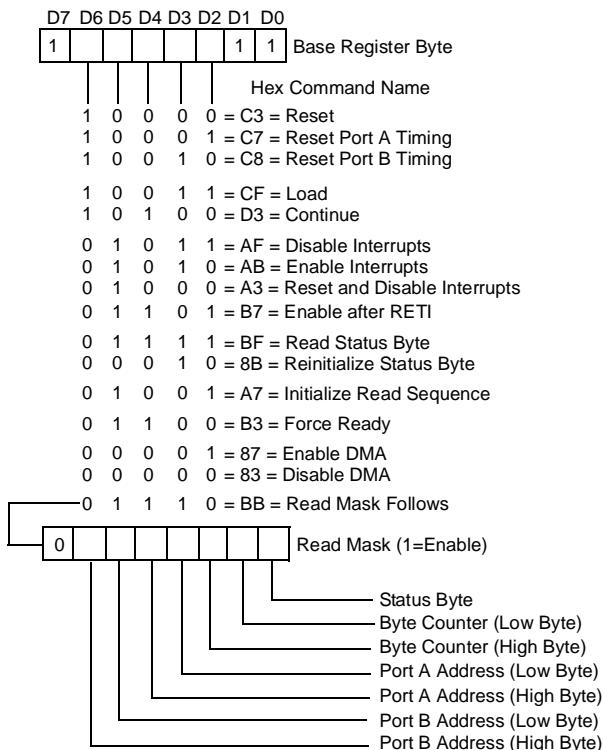 D7 D6 D5 D4 D3 D2 D1 D0
1 1 1 Base Register Byte
Hex Command Name
1 0 0 0 0 = C3 = Reset
1 0 0 0 1 = C7 = Reset Port A Timing
1 0 0 1 0 = C8 = Reset Port B Timing
1 0 0 1 1 = CF = Load
1 0 1 0 0 = D3 = Continue
0 1 0 1 1 = AF = Disable Interrupts
0 1 0 1 0 = AB = Enable Interrupts
0 1 0 0 0 = A3 = Reset and Disable Interrupts
0 1 1 0 1 = B7 = Enable after RETI
0 1 1 1 1 = BF = Read Status Byte
0 0 0 1 0 = 8B = Reinitialize Status Byte
0 1 0 0 1 = A7 = Initialize Read Sequence
0 1 1 0 0 = B3 = Force Ready
0 0 0 0 1 = 87 = Enable DMA
0 0 0 0 0 = 83 = Disable DMA
0 1 1 1 0 = BB = Read Mask Follows
0 Read Mask (1=Enable)
Status Byte
Byte Counter (Low Byte)
Byte Counter (High Byte)
Port A Address (Low Byte)
Port A Address (High Byte)
Port B Address (Low Byte)
Port B Address (High Byte)